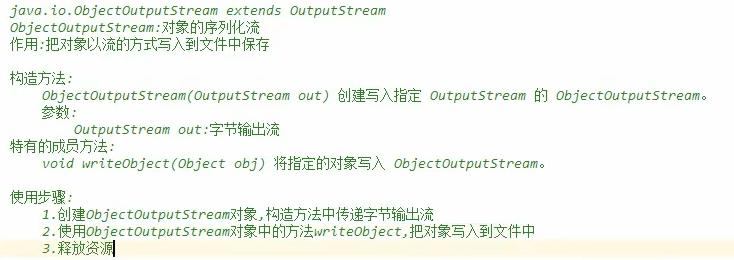 java.io.ObjectOutputStream extends OutputStream
ObjectOutputStream:对象的序列化流
作用:把对象以流的方式写入到文件中保存
构造方法:
ObjectOutputStream(OutputStream out) 创建写入指定 OutputStream 的 ObjectOutputStream。
参数:
OutputStream out:字节输出流
特有的成员方法:
void writeObject(Object obj) 将指定的对象写入 ObjectOutputStream。
使用步骤:
1.创建ObjectOutputStream对象,构造方法中传递字节输出流
2.使用ObjectOutputStream对象中的方法writeObject,把对象写入到文件中
3.释放资源